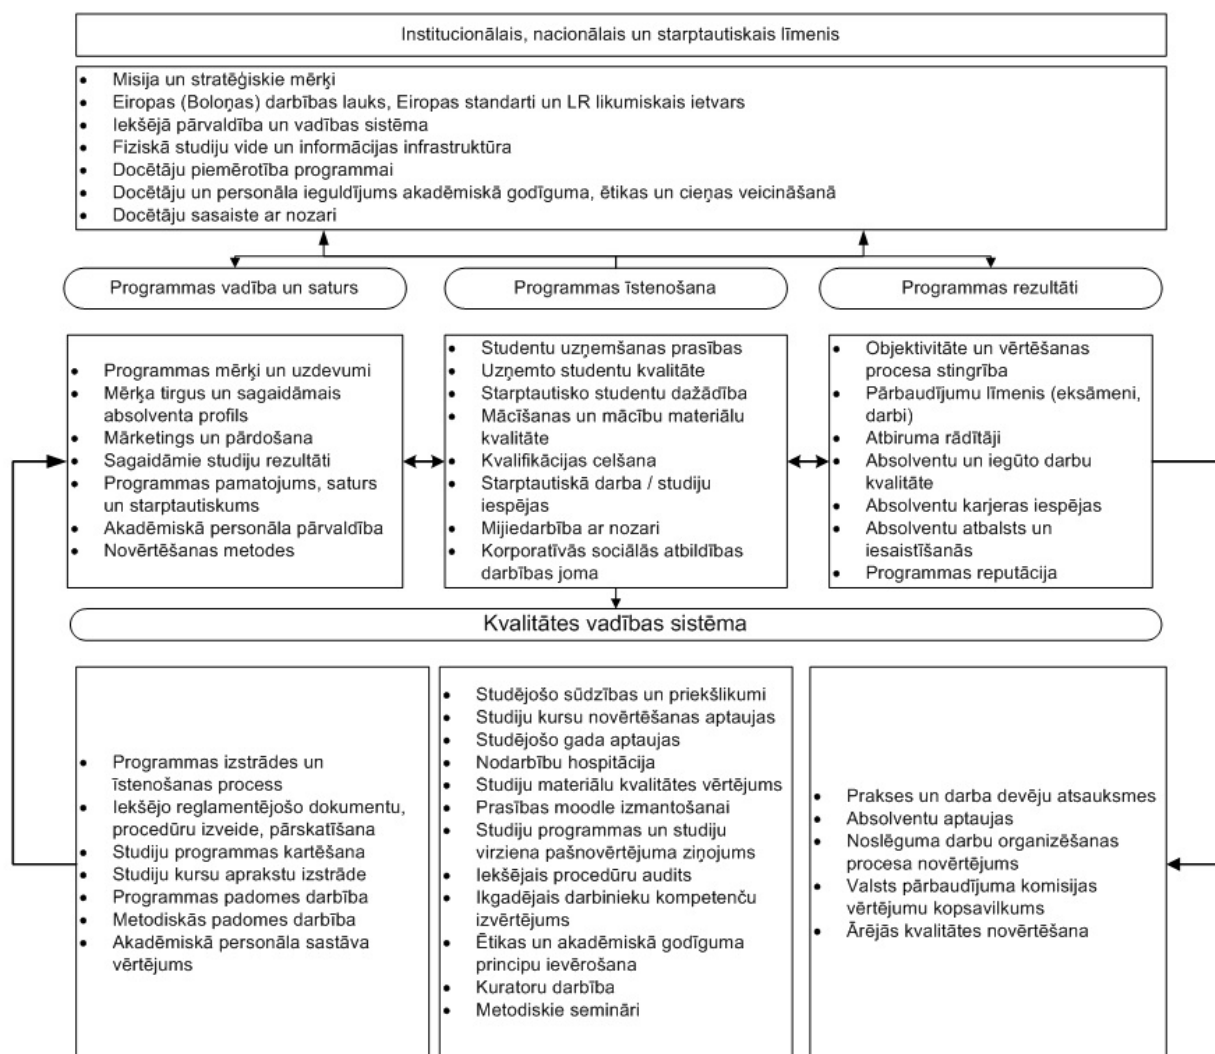 Institucionālais, nacionālais un starptautiskais līmenis
• Misija un stratēģiskie mērķi
• Eiropas (Boloņas) darbības lauks, Eiropas standarti un LR likumiskais ietvars
• Iekšējā pārvaldība un vadības sistēma
• Fiziskā studiju vide un informācijas infrastruktūra
• Docētāju piemērotība programmai
• Docētāju un personāla ieguldījums akadēmiskā godīguma, ētikas un cieņas veicināšanā
• Docētāju sasaiste ar nozari
Programmas vadība un saturs
Programmas īstenošana
Programmas rezultāti
• Programmas mērķi un uzdevumi
• Mērķa tirgus un sagaidāmais
absolventa profils
• Mārketings un pārdošana
• Sagaidāmie studiju rezultāti
• Programmas pamatojums, saturs
un starptautiskums
• Akadēmiskā personāla pārvaldība
• Novērtēšanas metodes
• Studentu uzņemšanas prasības
• Uzņemto studentu kvalitāte
• Starptautisko studentu dažādība
• Mācīšanas un mācību materiālu
kvalitāte
• Kvalifikācijas celšana
• Starptautiskā darba / studiju
iespējas
• Mijiedarbība ar nozari
• Korporatīvās sociālās atbildības
darbības joma
• Objektivitāte un vērtēšanas
procesa stingrība
• Pārbaudījumu līmenis (eksāmeni,
darbi)
• Atbiruma rādītāji
• Absolventu un iegūto darbu
kvalitāte
• Absolventu karjeras iespējas
• Absolventu atbalsts un
iesaistīšanās
• Programmas reputācija
Kvalitātes vadības sistēma
• Programmas izstrādes un
īstenošanas process
• Iekšējo reglamentējošo dokumentu,
procedūru izveide, pārskatīšana
• Studiju programmas kartēšana
• Studiju kursu aprakstu izstrāde
• Programmas padomes darbība
• Metodiskās padomes darbība
• Akadēmiskā personāla sastāva
vērtējums
• Studējošo sūdzības un priekšlikumi
• Studiju kursu novērtēšanas aptaujas
• Studējošo gada aptaujas
• Nodarbību hospitācija
• Studiju materiālu kvalitātes vērtējums
• Prasības moodle izmantošanai
• Studiju programmas un studiju
virziena pašnovērtējuma ziņojums
• Iekšējais procedūru audits
• Ikgadējais darbinieku kompetenču
izvērtējums
• Ētikas un akadēmiskā godīguma
principu ievērošana
• Kuratoru darbība
• Metodiskie semināri
• Prakses un darba devēju atsauksmes
• Absolventu aptaujas
• Noslēguma darbu organizēšanas
procesa novērtējums
• Valsts pārbaudījuma komisijas
vērtējumu kopsavilkums
• Ārējās kvalitātes novērtēšana